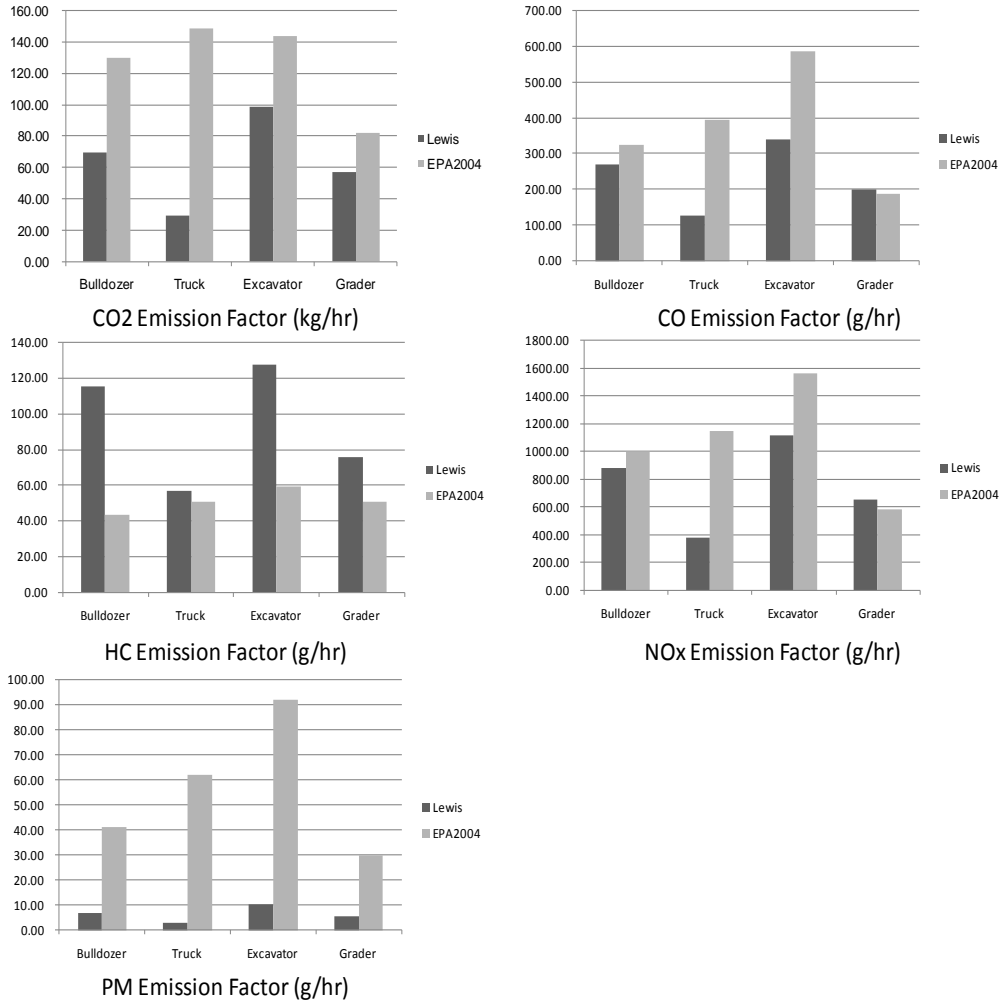 160.00
140.00
120.00
100.00
80.00
60.00
40.00
20.00
0.00
Bulldozer Truck Excavator Grader
Lewis
EPA2004
CO2 Emission Factor (kg/hr)
700.00
600.00
500.00
400.00
300.00
200.00
100.00
0.00
Bulldozer Truck Excavator Grader
Lewis
EPA2004
CO Emission Factor (g/hr)
140.00
120.00
100.00
80.00
60.00
40.00
20.00
0.00
Bulldozer Truck Excavator Grader
Lewis
EPA2004
HC Emission Factor (g/hr)
1800.00
1600.00
1400.00
1200.00
1000.00
800.00
600.00
400.00
200.00
0.00
Bulldozer Truck Excavator Grader
Lewis
EPA2004
NOx Emission Factor (g/hr)
100.00
90.00
80.00
70.00
60.00
50.00
40.00
30.00
20.00
10.00
0.00
Bulldozer Truck Excavator Grader
Lewis
EPA2004
PM Emission Factor (g/hr)